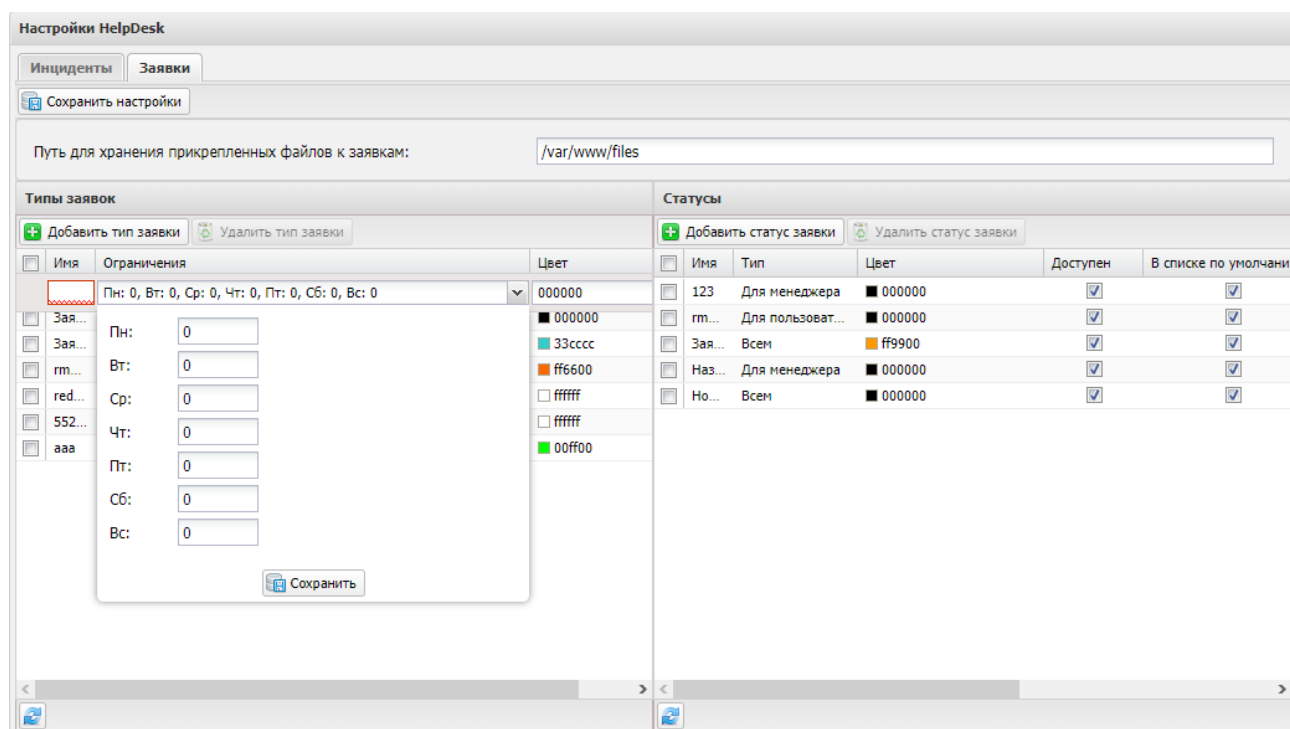 Настройки HelpDesk
Инциденты Заявки
Сохранить настройки
Путь для хранения прикрепленных файлов к заявкам: /var/www/files
Типы заявок
Добавить тип заявки Удалить тип заявки
Имя Ограничения Цвет
Пн: 0, Вт: 0, Ср: 0, Чт: 0, Пт: 0, Сб: 0, Вс: 0 000000
Зая... 000000
Зая... 33cccc
rm... ff6600
red... ffffff
552... ffffff
aaa 00ff00
Пн: 0
Вт: 0
Ср: 0
Чт: 0
Пт: 0
Сб: 0
Вс: 0
Сохранить
Статусы
Добавить статус заявки Удалить статус заявки
Имя Тип Цвет Доступен В списке по умолчани
123 Для менеджера 000000
rm... Для пользоват... 000000
Зая... Всем ff9900
Наз... Для менеджера 000000
Но... Всем 000000